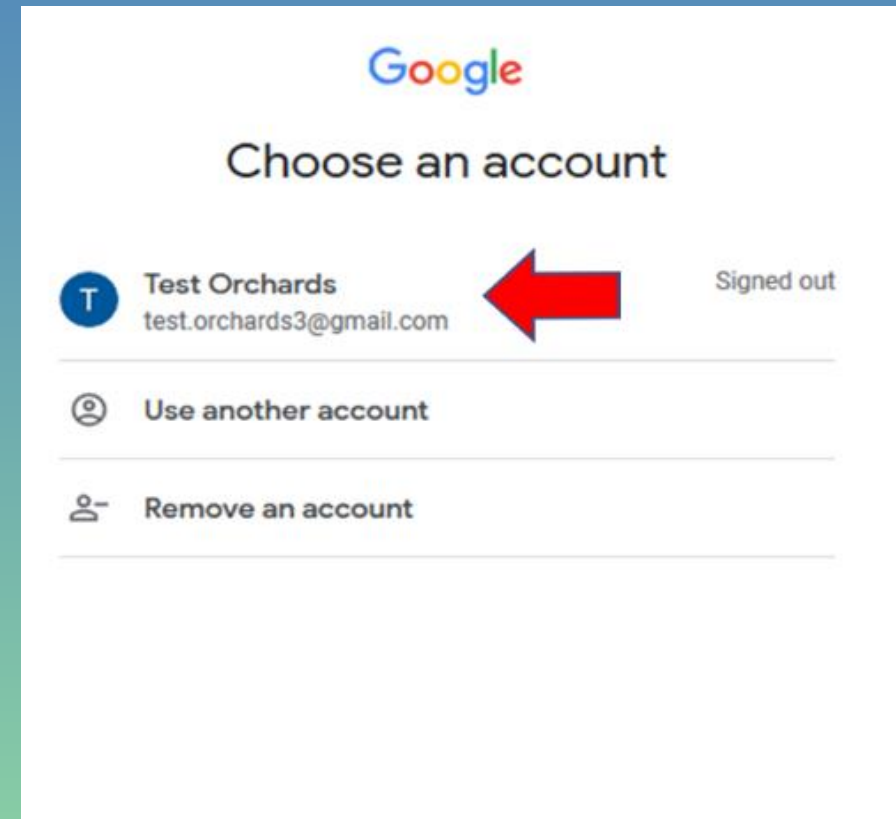 Google
Choose an account
T
Test Orchards
Signed out
test.orchards3@gmail.com
Use another account
Remove an account